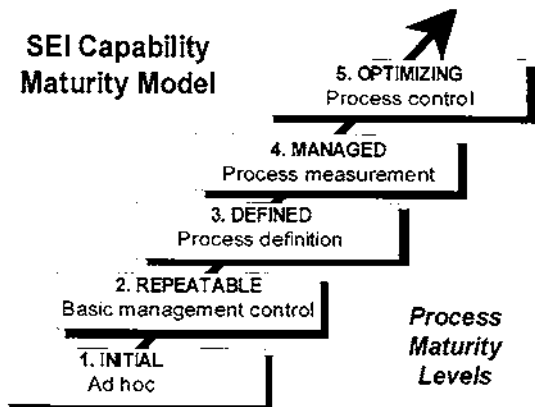 SEI Capability
Maturity Model
5. OPTIMIZING
Process control
4. MANAGED
Process measurement
3. DEFINED
Process definition
2. REPEATABLE
Basic management control
1. INITIAL
Ad hoc
Process
Maturity
Levels